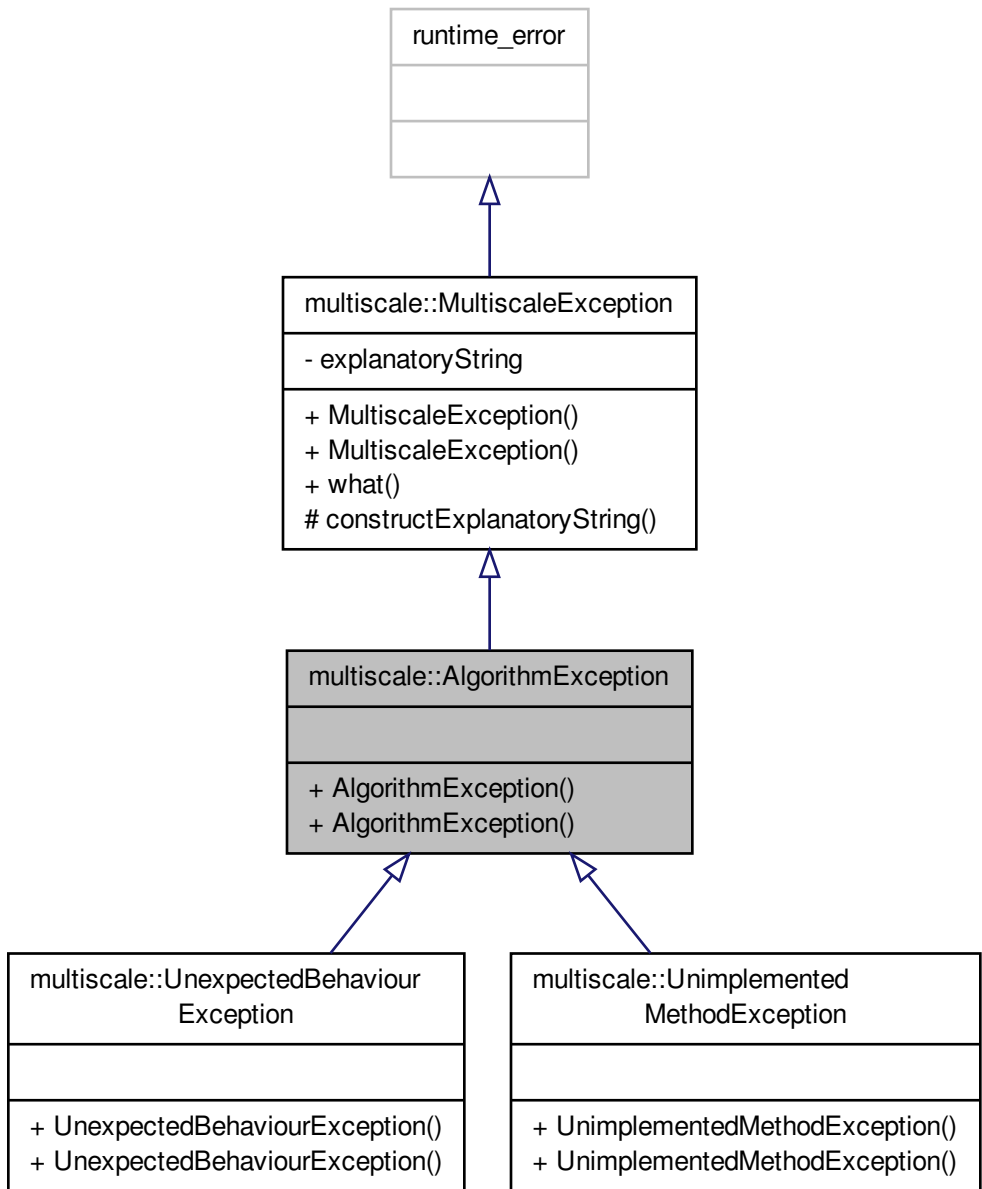 runtime_error
multiscale::MultiscaleException
- explanatoryString
+ MultiscaleException()
+ MultiscaleException()
+ what()
# constructExplanatoryString()
multiscale::AlgorithmException
+ AlgorithmException()
+ AlgorithmException()
multiscale::UnexpectedBehaviour
Exception
+ UnexpectedBehaviourException()
+ UnexpectedBehaviourException()
multiscale::Unimplemented
MethodException
+ UnimplementedMethodException()
+ UnimplementedMethodException()